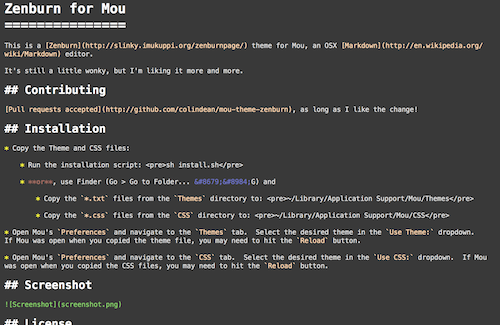 Zenburn for Mou
===============
This is a [Zenburn](http://slinky.imukuppi.org/zenburnpage/) theme for Mou, an OSX [Markdown](http://en.wikipedia.org/
wiki/Markdown) editor.
It's still a little wonky, but I'm liking it more and more.
## Contributing
[Pull requests accepted](http://github.com/colindean/mou-theme-zenburn), as long as I like the change!
## Installation
* Copy the Theme and CSS files:
* Run the installation script: <pre>sh install.sh</pre>
* **or**, use Finder (Go > Go to Folder... &#8679;&#8984;G) and
* Copy the `*.txt` files from the `Themes` directory to: <pre>~/Library/Application Support/Mou/Themes</pre>
* Copy the `*.css` files from the `CSS` directory to: <pre>~/Library/Application Support/Mou/CSS</pre>
* Open Mou's `Preferences` and navigate to the `Themes` tab.  Select the desired theme in the `Use Theme:` dropdown.
If Mou was open when you copied the theme file, you may need to hit the `Reload` button.
* Open Mou's `Preferences` and navigate to the `CSS` tab.  Select the desired theme in the `Use CSS:` dropdown.  If Mou
was open when you copied the CSS files, you may need to hit the `Reload` button.
## Screenshot
![Screenshot](screenshot.png)
## License